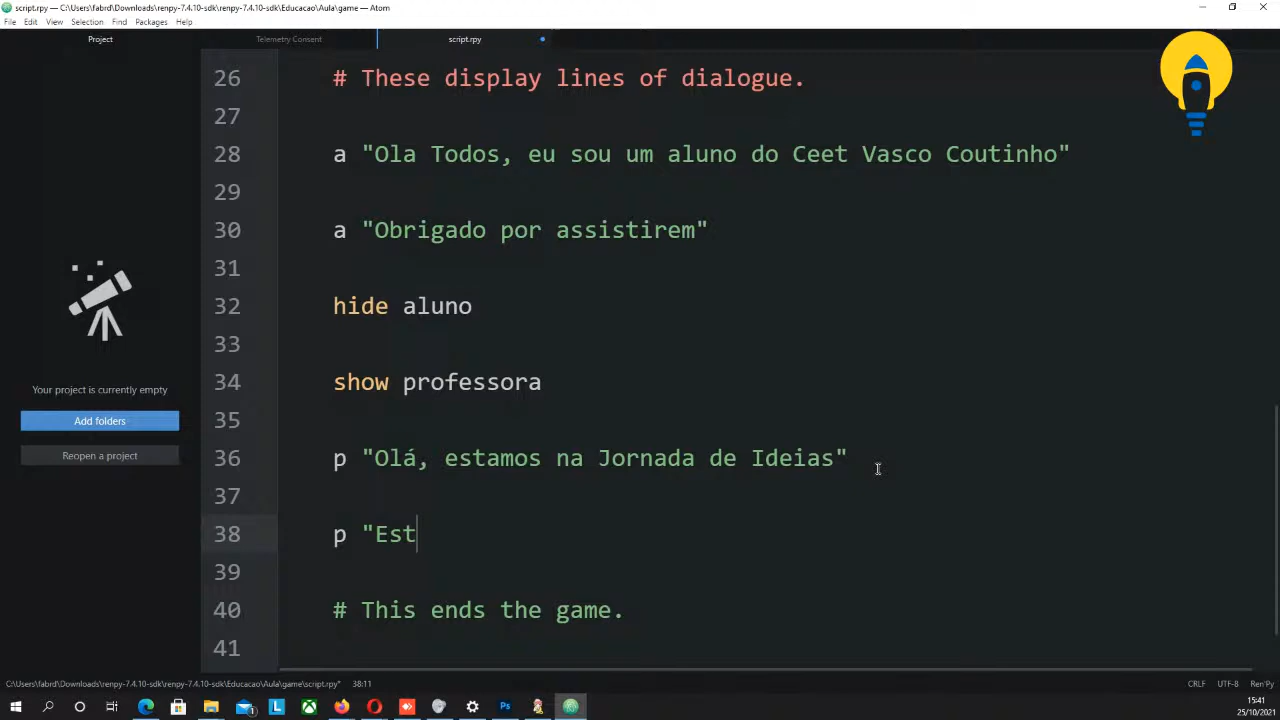 script.rpy — C:\Users\fabrd\Downloads\renpy-7.4.10-sdk\renpy-7.4.10-sdk\Educacao\Aula\game — Atom
File Edit View Selection Find Packages Help
Project
Telemetry Consent
script.rpy
26 # These display lines of dialogue.
27
28 a "Ola Todos, eu sou um aluno do Ceet Vasco Coutinho"
29
30 a "Obrigado por assistirem"
31
32 hide aluno
33
34 show professora
35
36 p "Olá, estamos na Jornada de Ideias"
37
38 p "Est
39
40 # This ends the game.
41
Your project is currently empty
Add folders
Reopen a project
C:\Users\fabrd\Downloads\renpy-7.4.10-sdk\renpy-7.4.10-sdk\Educacao\Aula\game\script.rpy* 38:11
CRLF UTF-8 Ren'Py
L
Ps
15:41
25/10/2021